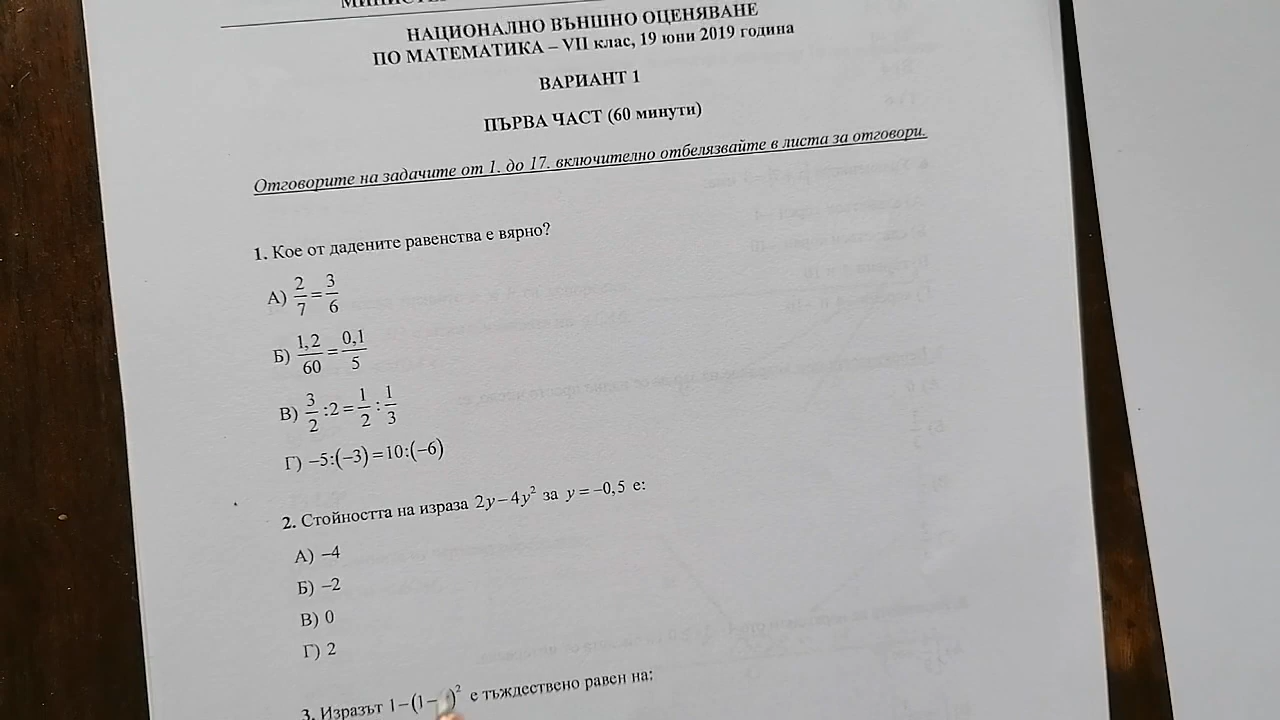 НАЦИОНАЛНО ВЪНШНО ОЦЕНЯВАНЕ
ПО МАТЕМАТИКА – VII клас, 19 юни 2019 година
ВАРИАНТ 1
ПЪРВА ЧАСТ (60 минути)
Отговорите на задачите от 1. до 17. включително отбелязвайте в листа за отговори.
1. Кое от дадените равенства е вярно?
А) 2/7 = 3/6
Б) 1,2/60 = 0,1/5
В) 3/2 : 2 = 1/2 : 1/3
Г) –5:(–3) = 10:(–6)
2. Стойността на израза 2y – 4y² за y = –0,5 е:
А) –4
Б) –2
В) 0
Г) 2
3. Изразът 1–(1– )² е тъждествено равен на: